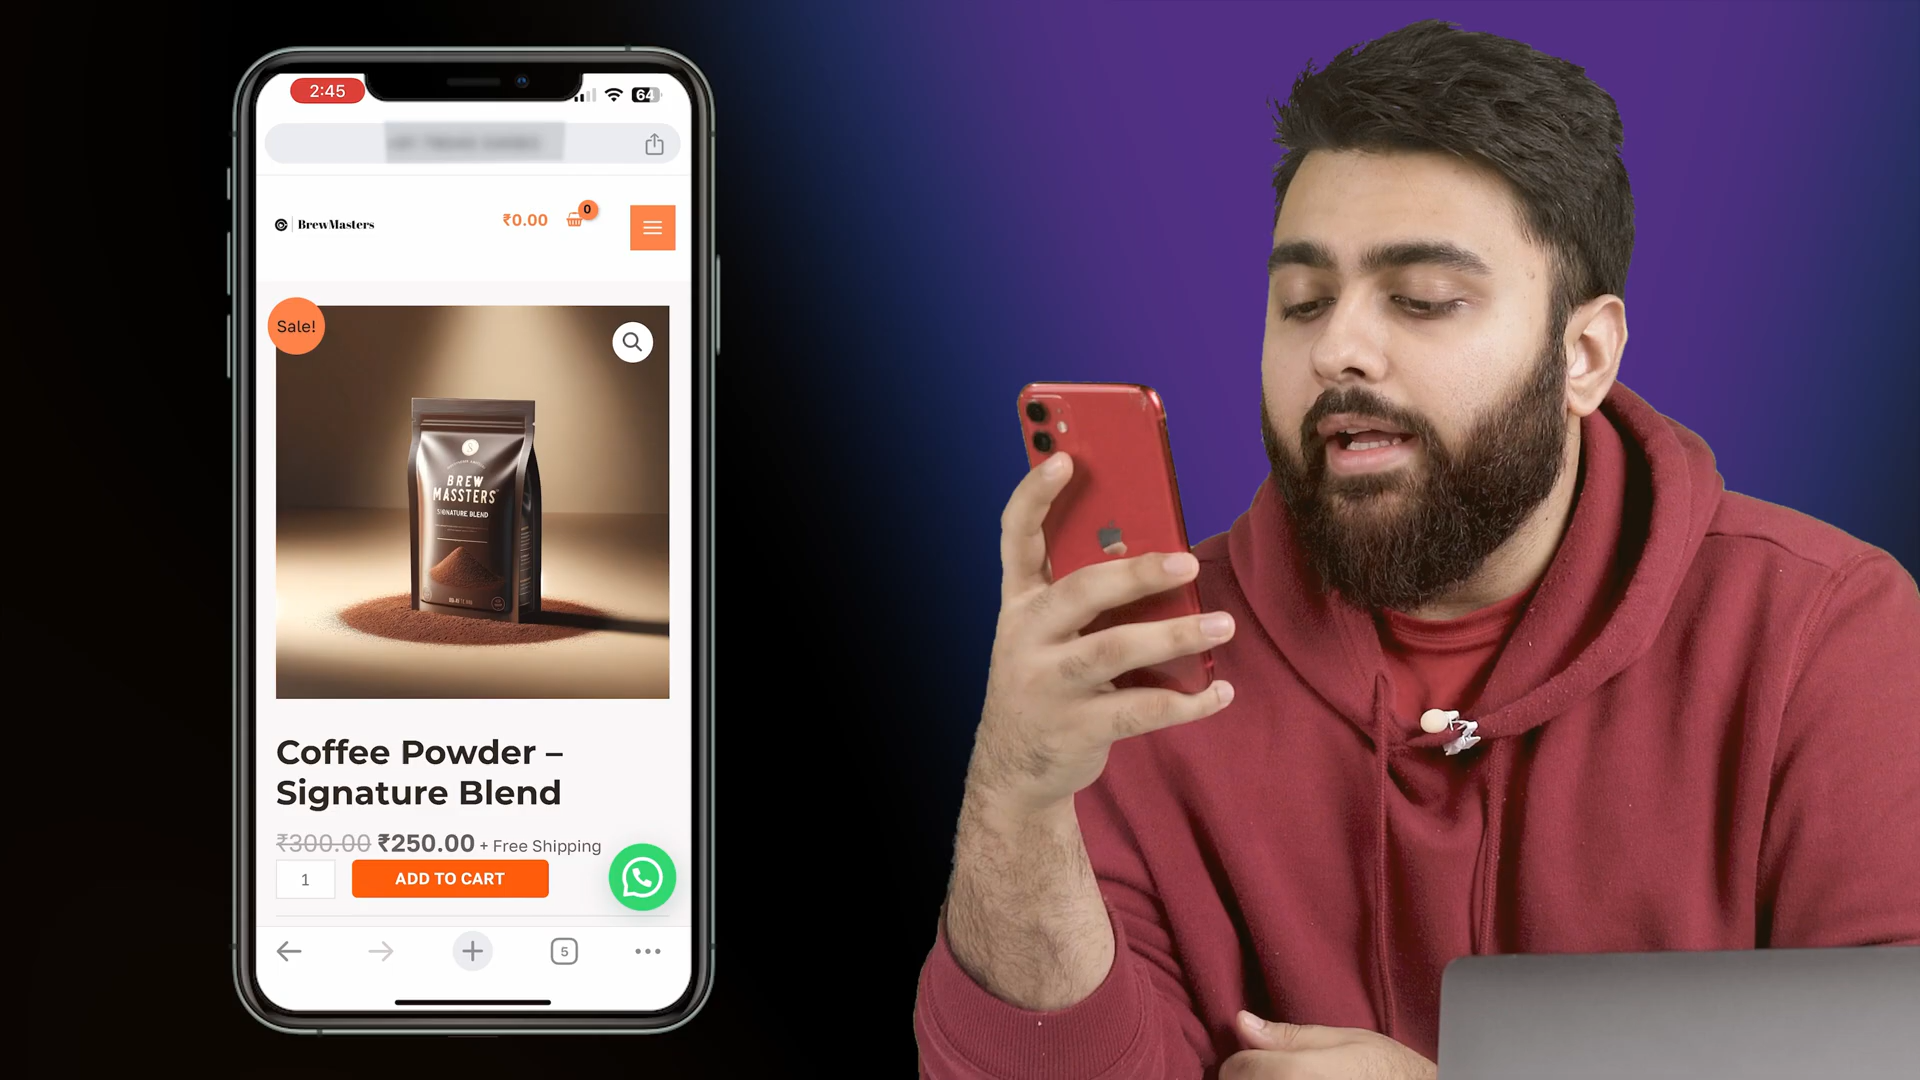 2:45
64
₹0.00
0
BrewMasters
Sale!
BREW
MASSTERS
SIGNATURE BLEND
Coffee Powder –
Signature Blend
₹300.00 ₹250.00 + Free Shipping
1
ADD TO CART
5